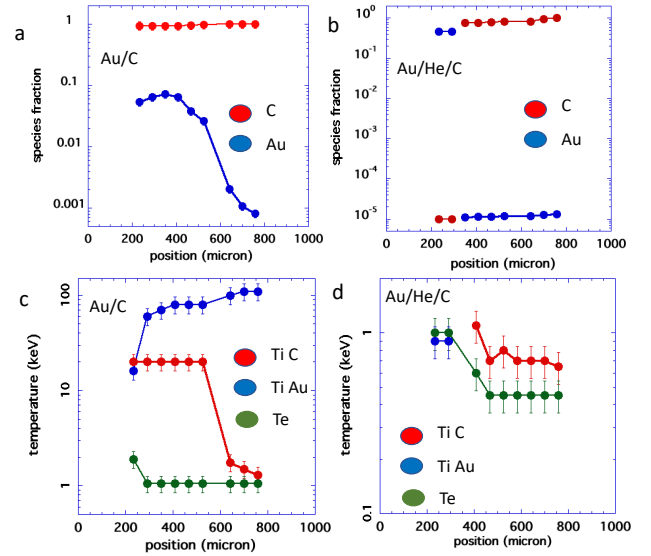 a
Au/C
species fraction
1
0.1
0.01
0.001
C
Au
0
200
400
600
800
1000
position (micron)
b
Au/He/C
species fraction
10^0
10^-1
10^-2
10^-3
10^-4
10^-5
C
Au
0
200
400
600
800
1000
position (micron)
c
Au/C
temperature (keV)
100
10
1
Ti C
Ti Au
Te
0
200
400
600
800
1000
position (micron)
d
Au/He/C
temperature (keV)
1
0.1
Ti C
Ti Au
Te
0
200
400
600
800
1000
position (micron)